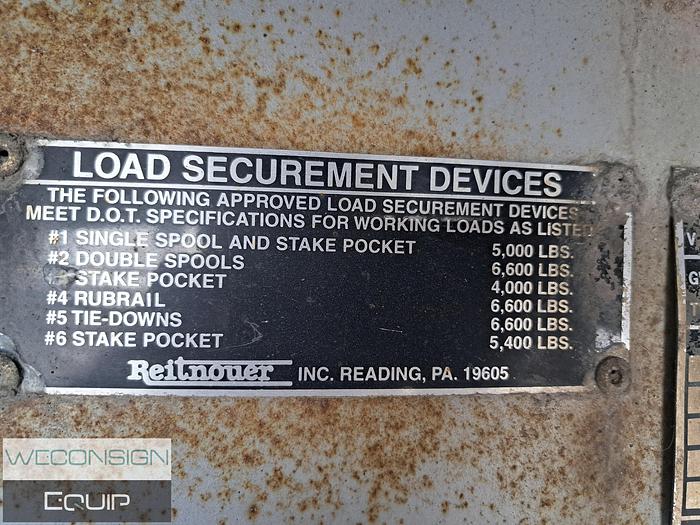 LOAD SECUREMENT DEVICES
THE FOLLOWING APPROVED LOAD SECUREMENT DEVICES
MEET D.O.T. SPECIFICATIONS FOR WORKING LOADS AS LISTED
#1 SINGLE SPOOL AND STAKE POCKET 5,000 LBS.
#2 DOUBLE SPOOLS 6,600 LBS.
STAKE POCKET 4,000 LBS.
#4 RUBRAIL 6,600 LBS.
#5 TIE-DOWNS 6,600 LBS.
#6 STAKE POCKET 5,400 LBS.
Reitnouer INC. READING, PA. 19605
V
G
WECONSIGN
EQUIP